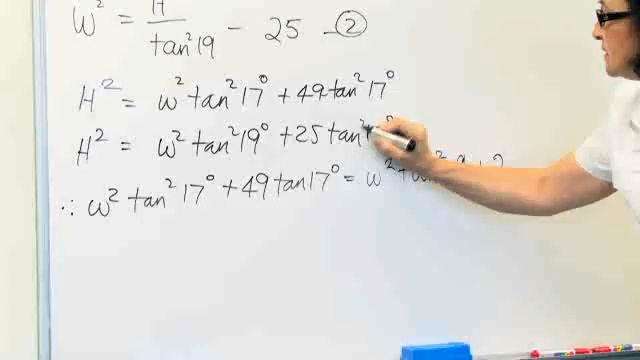 w² = H / tan²19 - 25 - ②
H² = w² tan² 17° + 49 tan² 17°
H² = w² tan² 19° + 25 tan²
∴ w² tan² 17° + 49 tan 17° = w²